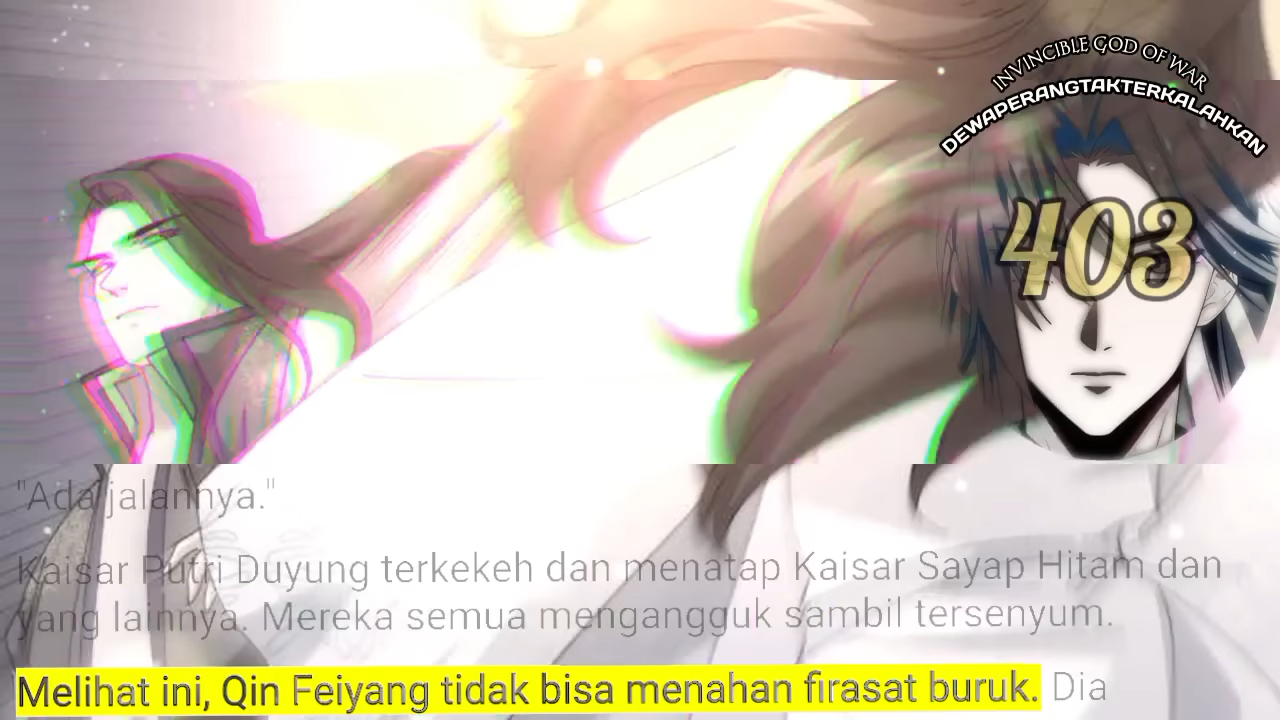 INVINCIBLE GOD OF WAR
DEWAPERANGTAKTERKALAHKAN
403
"Ada jalannya."
Kaisar Putri Duyung terkekeh dan menatap Kaisar Sayap Hitam dan
yang lainnya. Mereka semua mengangguk sambil tersenyum.
Melihat ini, Qin Feiyang tidak bisa menahan firasat buruk. Dia